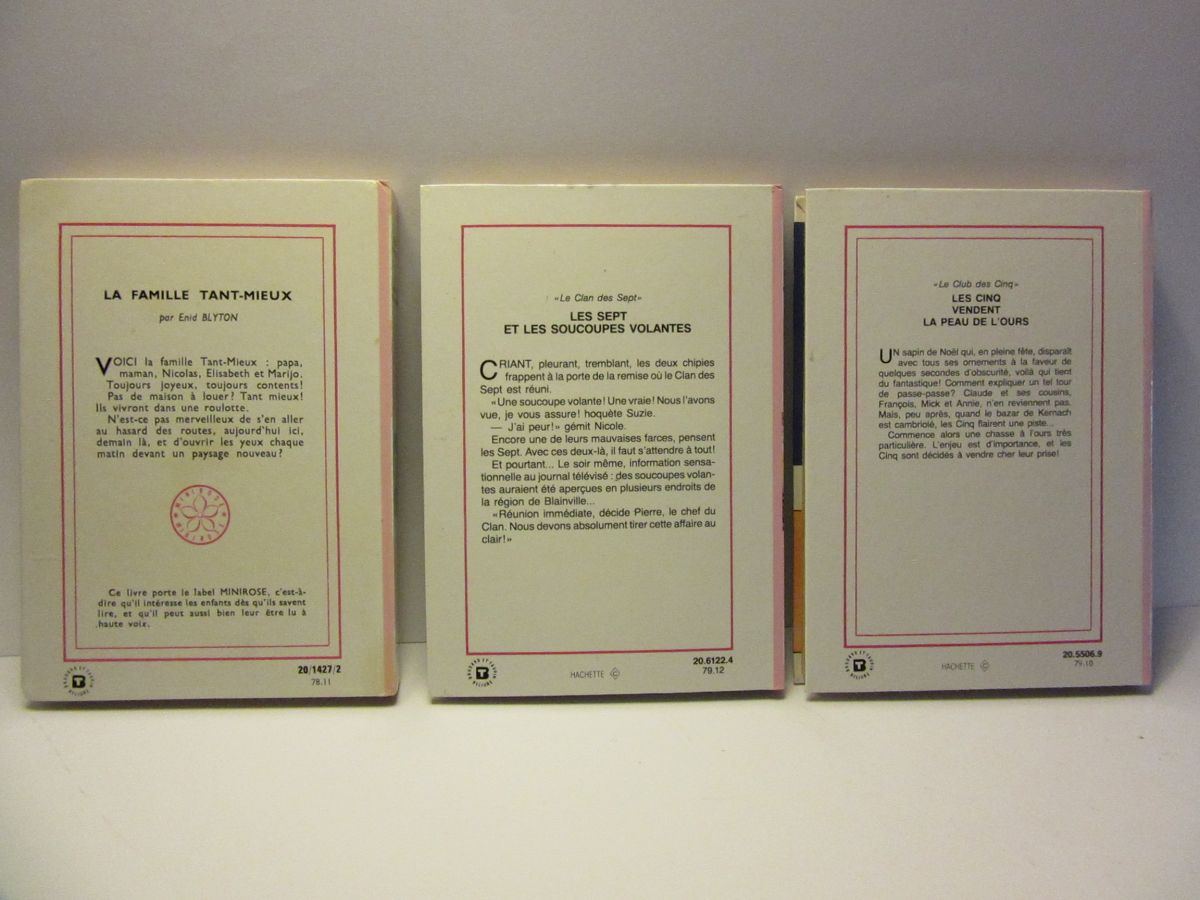 LA FAMILLE TANT-MIEUX
par Enid BLYTON
VOICI la famille Tant-Mieux : papa,
maman, Nicolas, Elisabeth et Marijo.
Toujours joyeux, toujours contents!
Pas de maison à louer? Tant mieux!
Ils vivront dans une roulotte.
N'est-ce pas merveilleux de s'en aller
au hasard des routes, aujourd'hui ici,
demain là, et d'ouvrir les yeux chaque
matin devant un paysage nouveau?
MINIROSE
Ce livre porte le label MINIROSE, c'est-à-
dire qu'il intéresse les enfants dès qu'ils savent
lire, et qu'il peut aussi bien leur être lu à
haute voix.
BRODARD ET TAUPIN
RELIURE
20/1427/2
78.11
«Le Clan des Sept»
LES SEPT
ET LES SOUCOUPES VOLANTES
CRIANT, pleurant, tremblant, les deux chipies
frappent à la porte de la remise où le Clan des
Sept est réuni.
«Une soucoupe volante! Une vraie! Nous l'avons
vue, je vous assure! hoquète Suzie.
— J'ai peur!» gémit Nicole.
Encore une de leurs mauvaises farces, pensent
les Sept. Avec ces deux-là, il faut s'attendre à tout!
Et pourtant... Le soir même, information sensa-
tionnelle au journal télévisé : des soucoupes volan-
tes auraient été aperçues en plusieurs endroits de
la région de Blainville...
«Réunion immédiate, décide Pierre, le chef du
Clan. Nous devons absolument tirer cette affaire au
clair!»
BRODARD ET TAUPIN
RELIURE
HACHETTE
20.6122.4
79.12
«Le Club des Cinq»
LES CINQ
VENDENT
LA PEAU DE L'OURS
UN sapin de Noël qui, en pleine fête, disparaît
avec tous ses ornements à la faveur de
quelques secondes d'obscurité, voilà qui tient
du fantastique! Comment expliquer un tel tour
de passe-passe? Claude et ses cousins,
François, Mick et Annie, n'en reviennent pas.
Mais, peu après, quand le bazar de Kernach
est cambriolé, les Cinq flairent une piste...
Commence alors une chasse à l'ours très
particulière. L'enjeu est d'importance, et les
Cinq sont décidés à vendre cher leur prise!
BRODARD ET TAUPIN
RELIURE
HACHETTE
20.5506.9
79.10